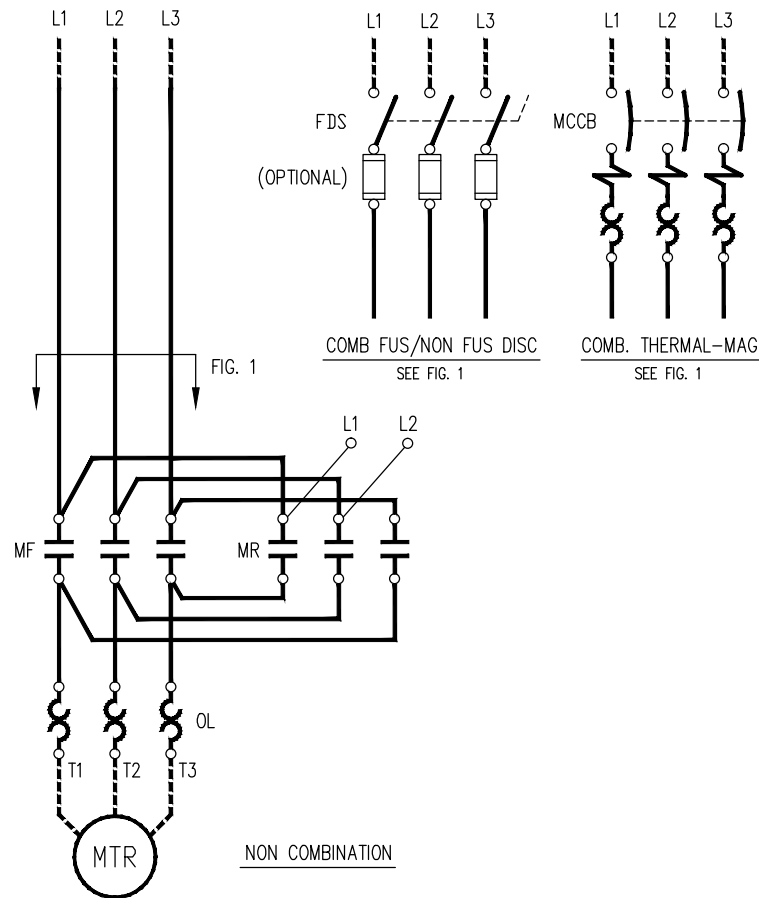 L1 L2 L3
L1 L2 L3
L1 L2 L3
FDS
MCCB
(OPTIONAL)
COMB FUS/NON FUS DISC
SEE FIG. 1
COMB. THERMAL-MAG
SEE FIG. 1
FIG. 1
L1 L2
MF
MR
OL
T1 T2 T3
MTR
NON COMBINATION